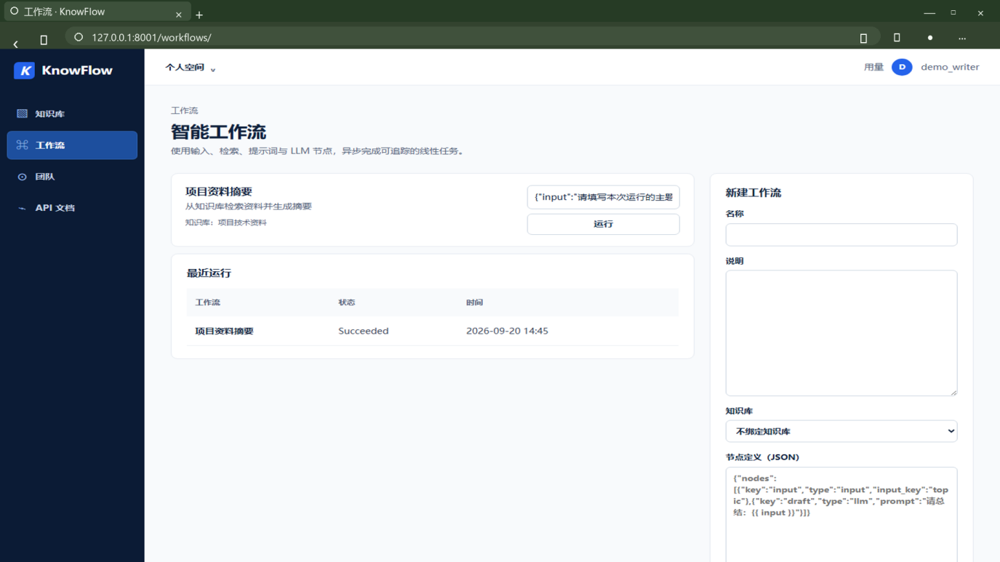 工作流 · KnowFlow
127.0.0.1:8001/workflows/
K KnowFlow
知识库
工作流
团队
API 文档
个人空间
用量 D demo_writer
工作流
智能工作流
使用输入、检索、提示词与 LLM 节点，异步完成可追踪的线性任务。
项目资料摘要
从知识库检索资料并生成摘要
知识库：项目技术资料
{"input":"请填写本次运行的主题
运行
最近运行
工作流 状态 时间
项目资料摘要 Succeeded 2026-09-20 14:45
新建工作流
名称
说明
知识库
不绑定知识库
节点定义（JSON）
{"nodes":
[{"key":"input","type":"input","input_key":"top
ic"},{"key":"draft","type":"llm","prompt":"请总
结：{{ input }}"}]}